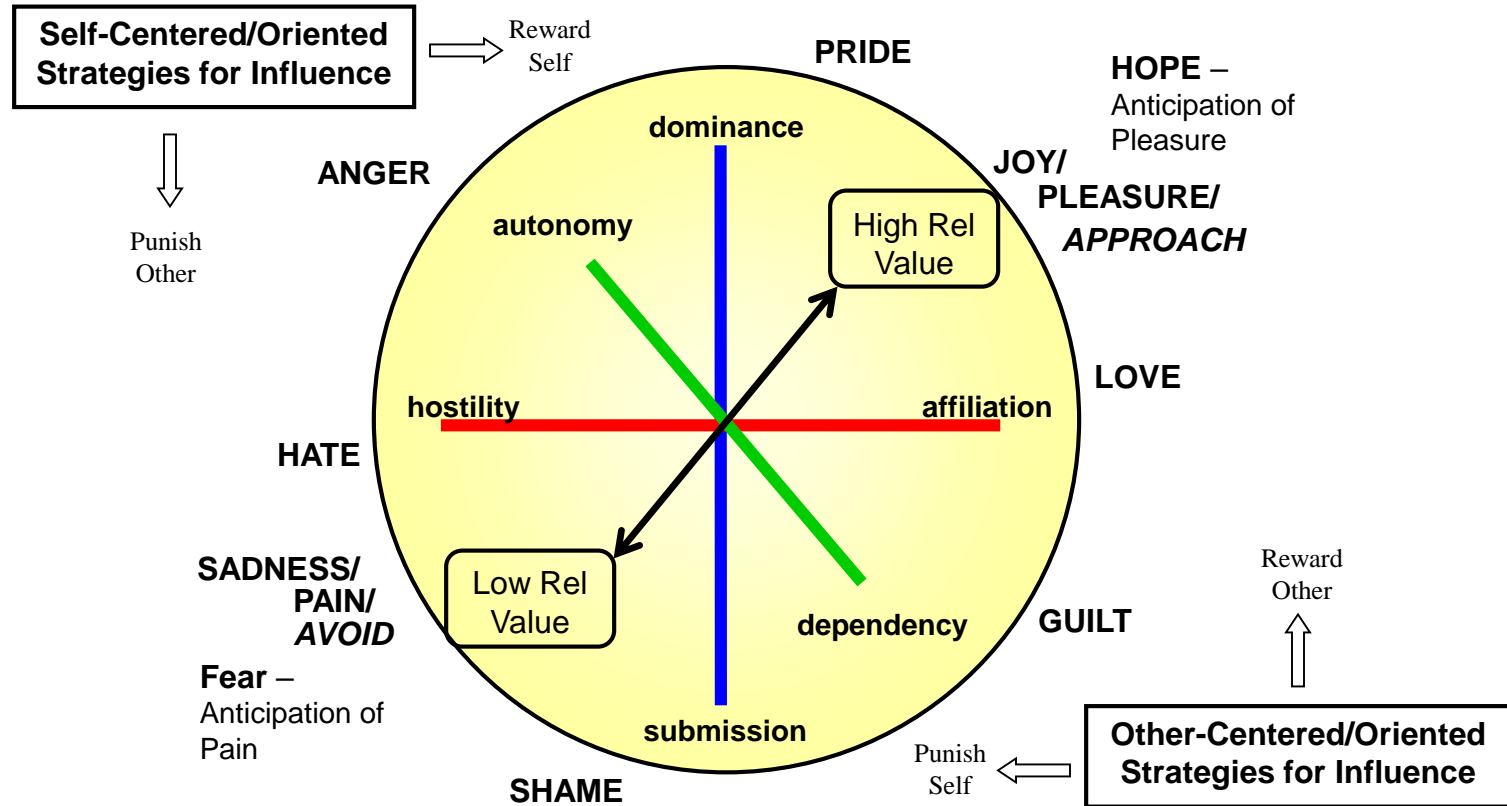 Self-Centered/Oriented
Strategies for Influence
Reward
Self
PRIDE
HOPE –
Anticipation of
Pleasure
dominance
JOY/
PLEASURE/
APPROACH
ANGER
Punish
Other
autonomy
High Rel
Value
LOVE
hostility
affiliation
HATE
SADNESS/
PAIN/
AVOID
Low Rel
Value
dependency
GUILT
Reward
Other
Fear –
Anticipation of
Pain
submission
SHAME
Punish
Self
Other-Centered/Oriented
Strategies for Influence